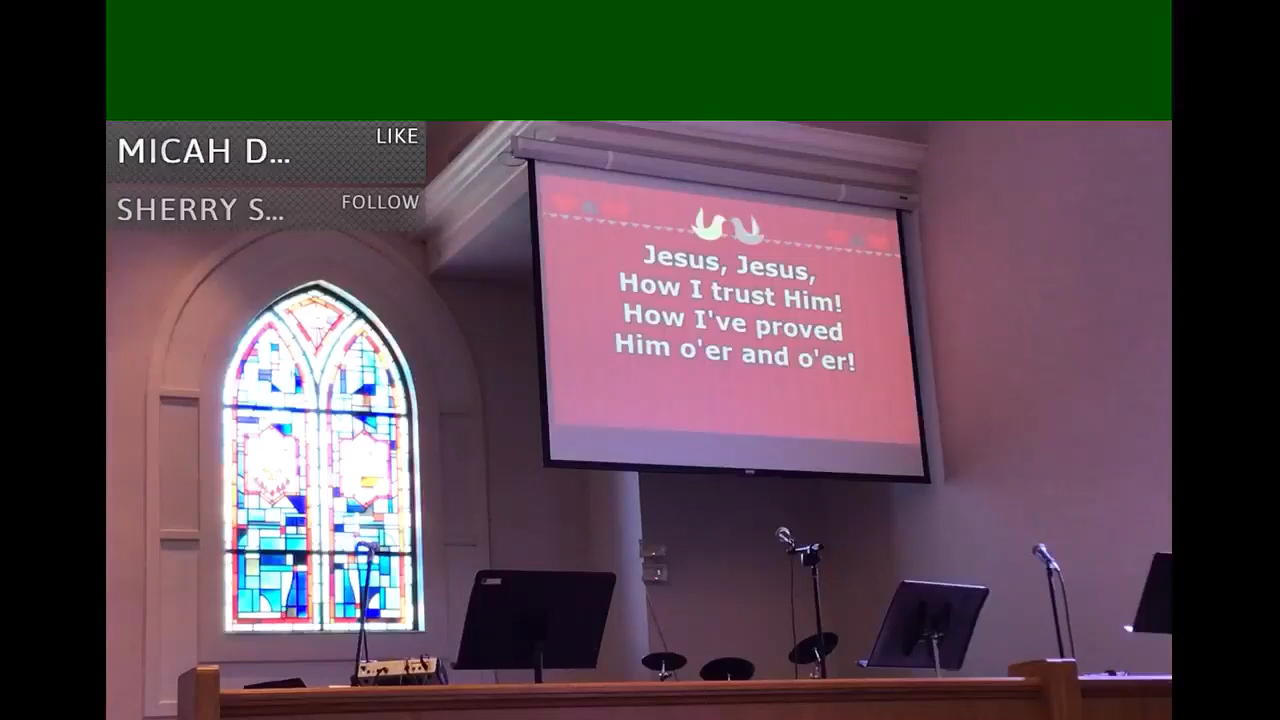 MICAH D...
LIKE
SHERRY S...
FOLLOW
Jesus, Jesus,
How I trust Him!
How I've proved
Him o'er and o'er!